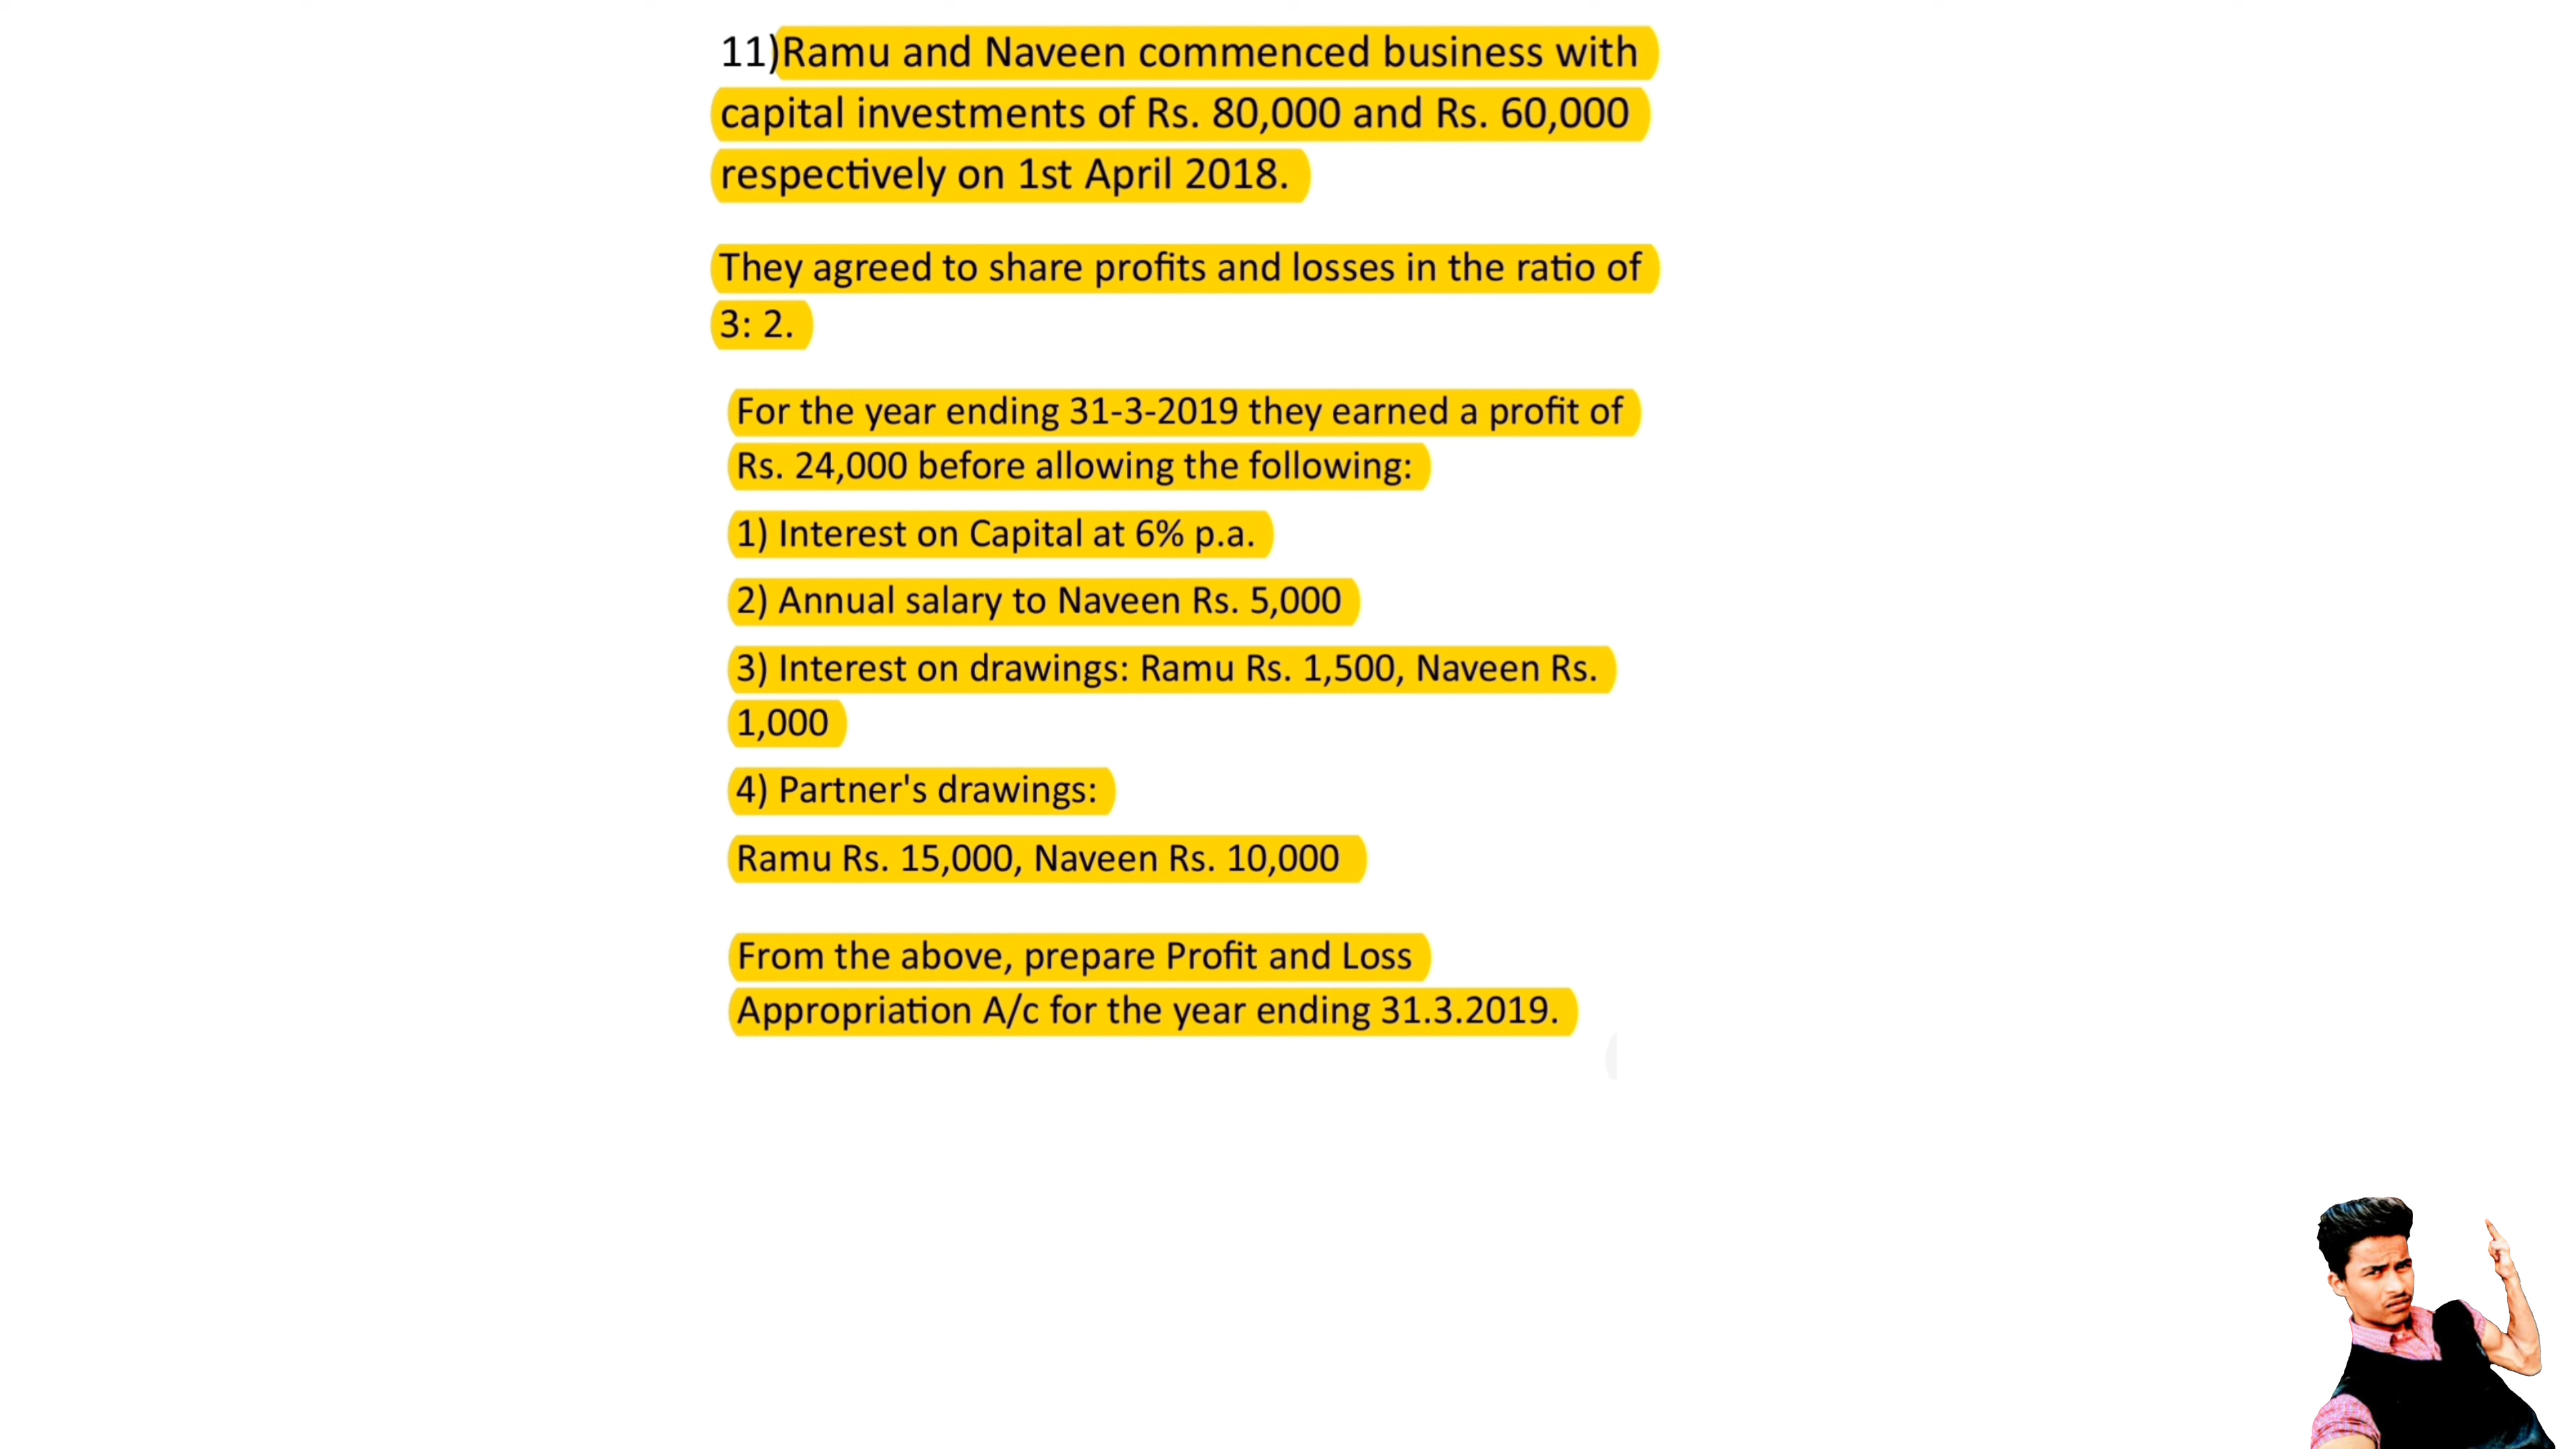 11)Ramu and Naveen commenced business with
capital investments of Rs. 80,000 and Rs. 60,000
respectively on 1st April 2018.
They agreed to share profits and losses in the ratio of
3: 2.
For the year ending 31-3-2019 they earned a profit of
Rs. 24,000 before allowing the following:
1) Interest on Capital at 6% p.a.
2) Annual salary to Naveen Rs. 5,000
3) Interest on drawings: Ramu Rs. 1,500, Naveen Rs.
1,000
4) Partner's drawings:
Ramu Rs. 15,000, Naveen Rs. 10,000
From the above, prepare Profit and Loss
Appropriation A/c for the year ending 31.3.2019.